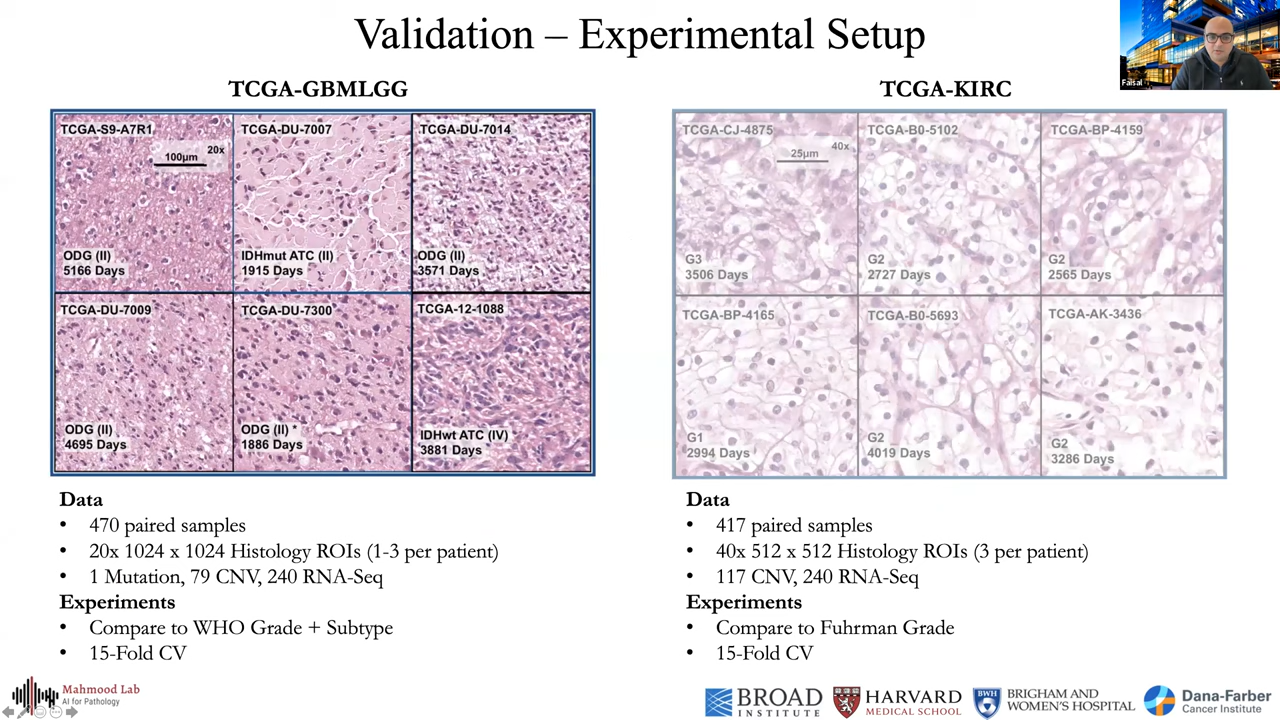 Validation – Experimental Setup
Faisal
TCGA-GBMLGG
TCGA-S9-A7R1
100µm
20x
ODG (II)
5166 Days
TCGA-DU-7007
IDHmut ATC (II)
1915 Days
TCGA-DU-7014
ODG (II)
3571 Days
TCGA-DU-7009
ODG (II)
4695 Days
TCGA-DU-7300
ODG (II) *
1886 Days
TCGA-12-1088
IDHwt ATC (IV)
3881 Days
Data
• 470 paired samples
• 20x 1024 x 1024 Histology ROIs (1-3 per patient)
• 1 Mutation, 79 CNV, 240 RNA-Seq
Experiments
• Compare to WHO Grade + Subtype
• 15-Fold CV
TCGA-KIRC
TCGA-CJ-4875
25µm
40x
G3
3506 Days
TCGA-B0-5102
G2
2727 Days
TCGA-BP-4159
G2
2565 Days
TCGA-BP-4165
G1
2994 Days
TCGA-B0-5693
G2
4019 Days
TCGA-AK-3436
G2
3286 Days
Data
• 417 paired samples
• 40x 512 x 512 Histology ROIs (3 per patient)
• 117 CNV, 240 RNA-Seq
Experiments
• Compare to Fuhrman Grade
• 15-Fold CV
Mahmood Lab
AI for Pathology
BROAD
INSTITUTE
HARVARD
MEDICAL SCHOOL
BWH
BRIGHAM AND
WOMEN'S HOSPITAL
Dana-Farber
Cancer Institute